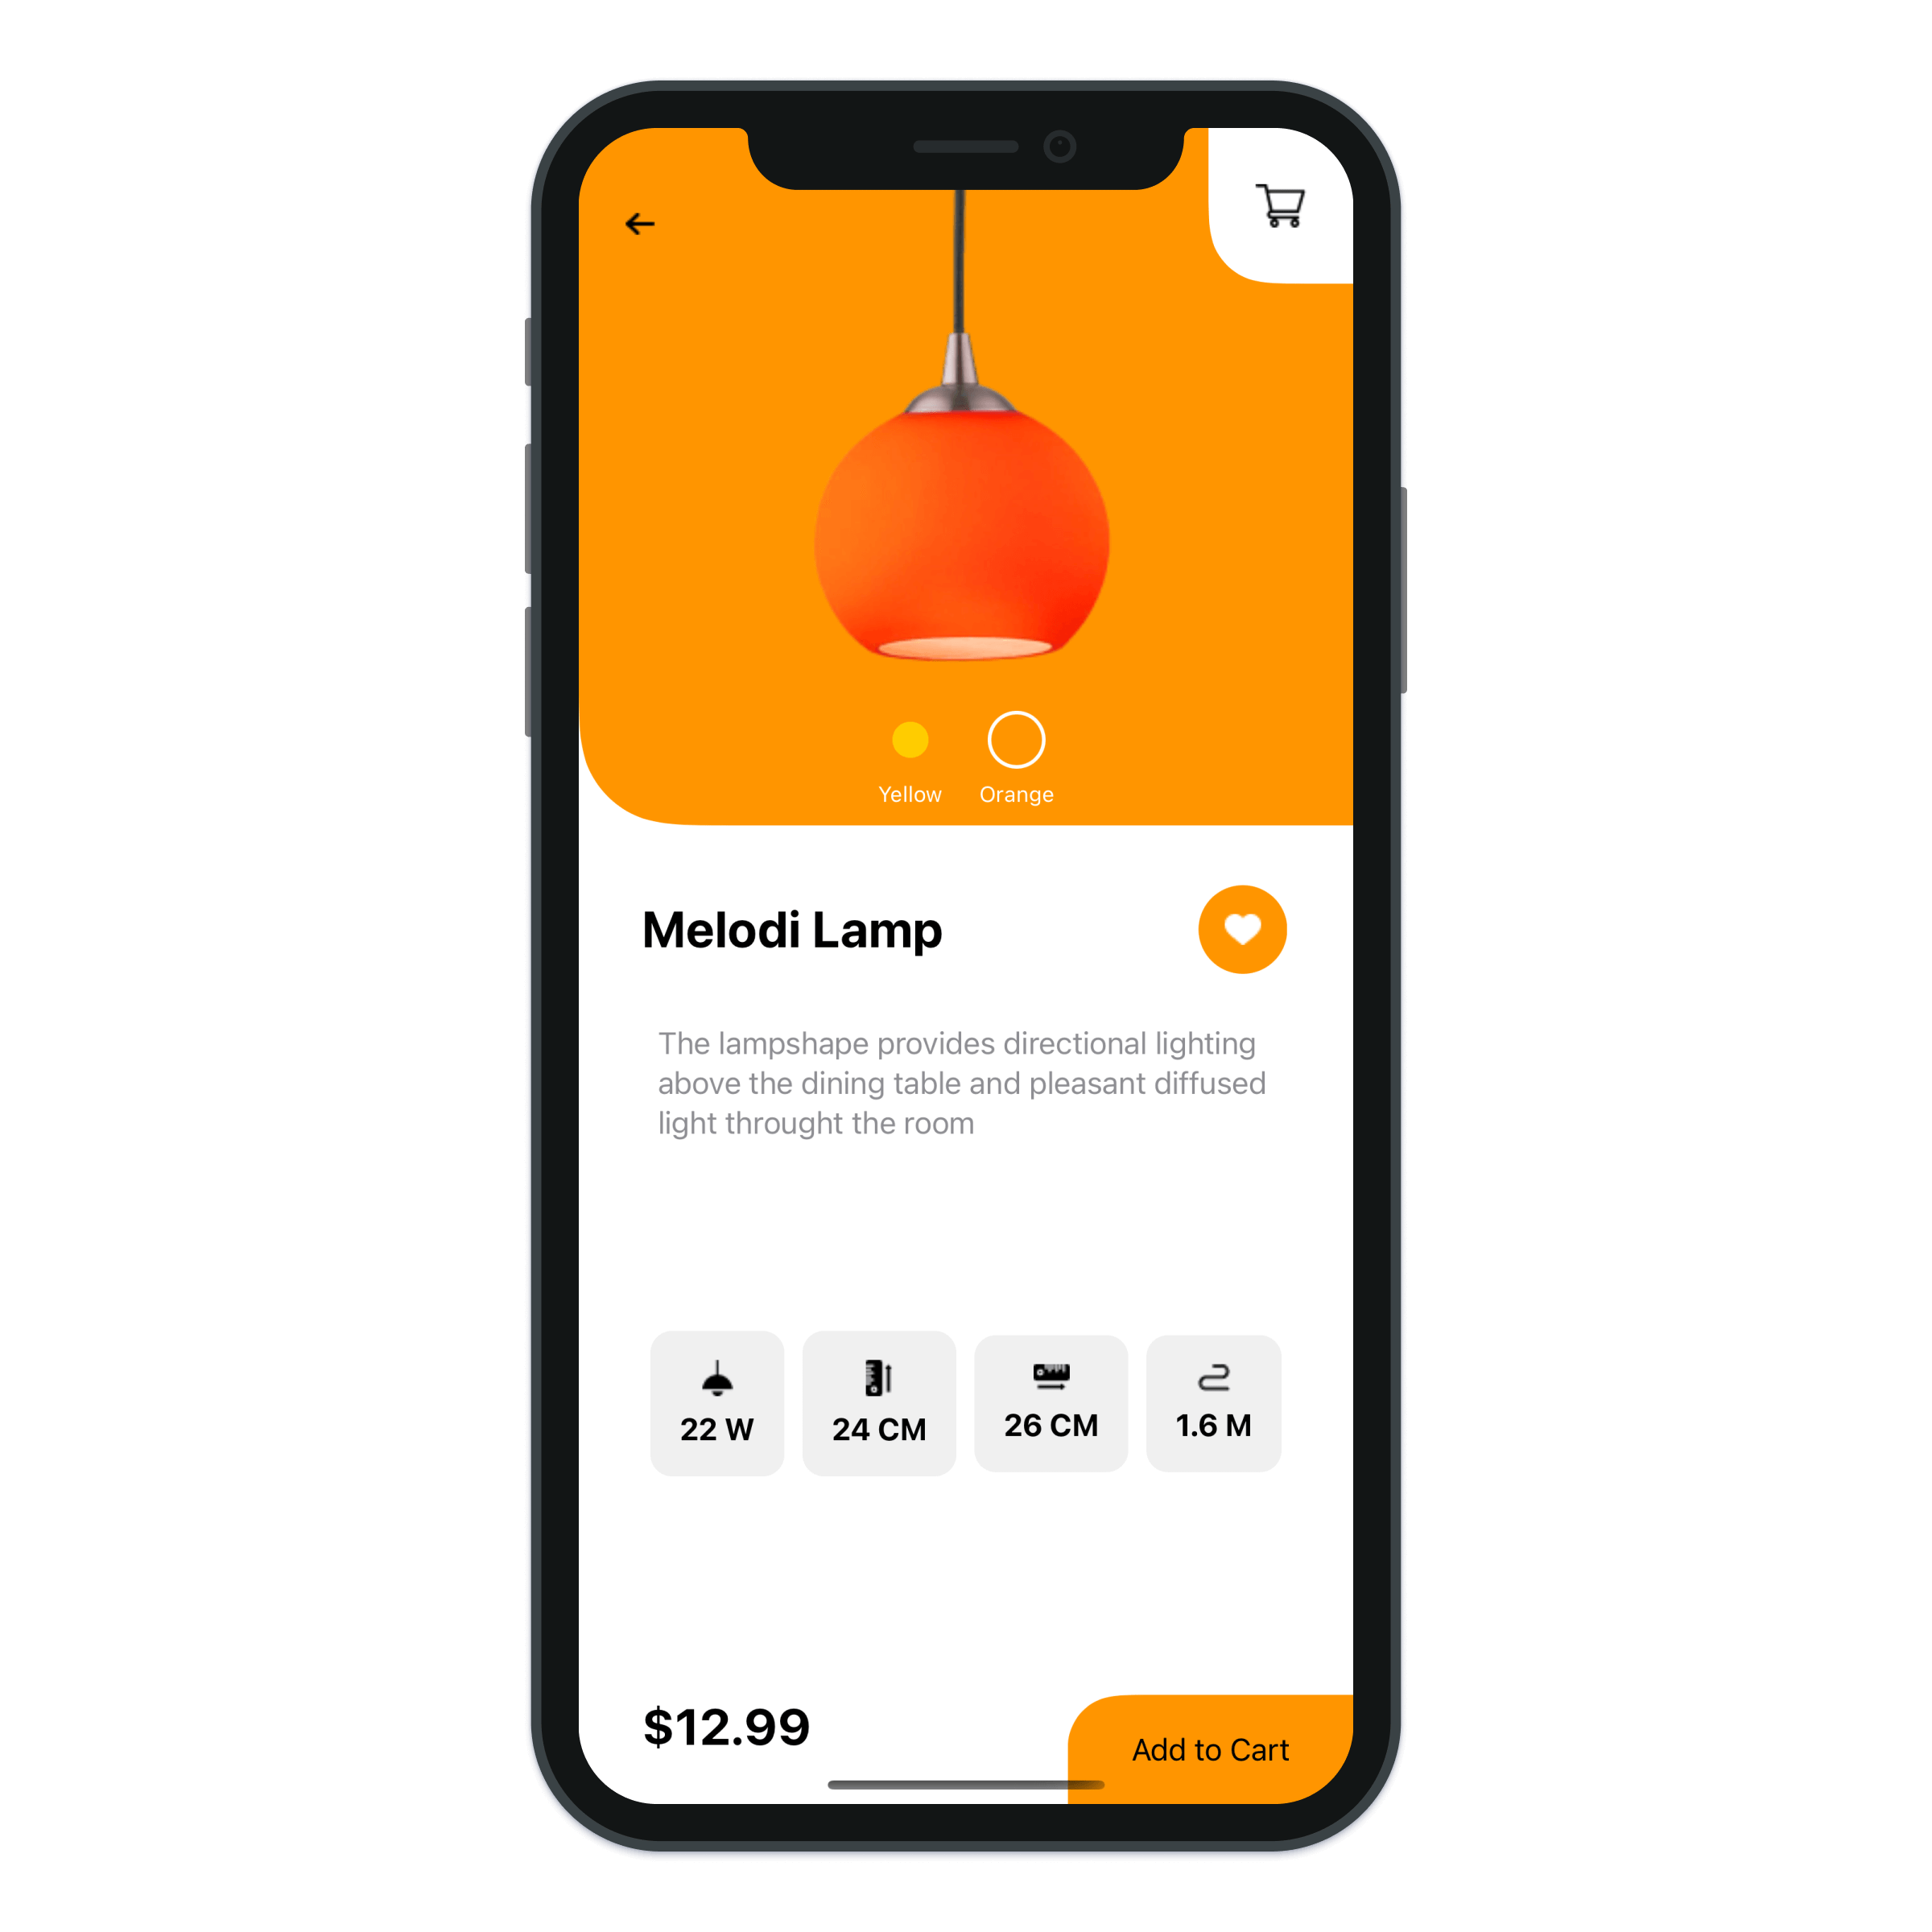 Yellow Orange
Melodi Lamp
The lampshape provides directional lighting
above the dining table and pleasant diffused
light throught the room
22 W 24 CM 26 CM 1.6 M
$12.99
Add to Cart